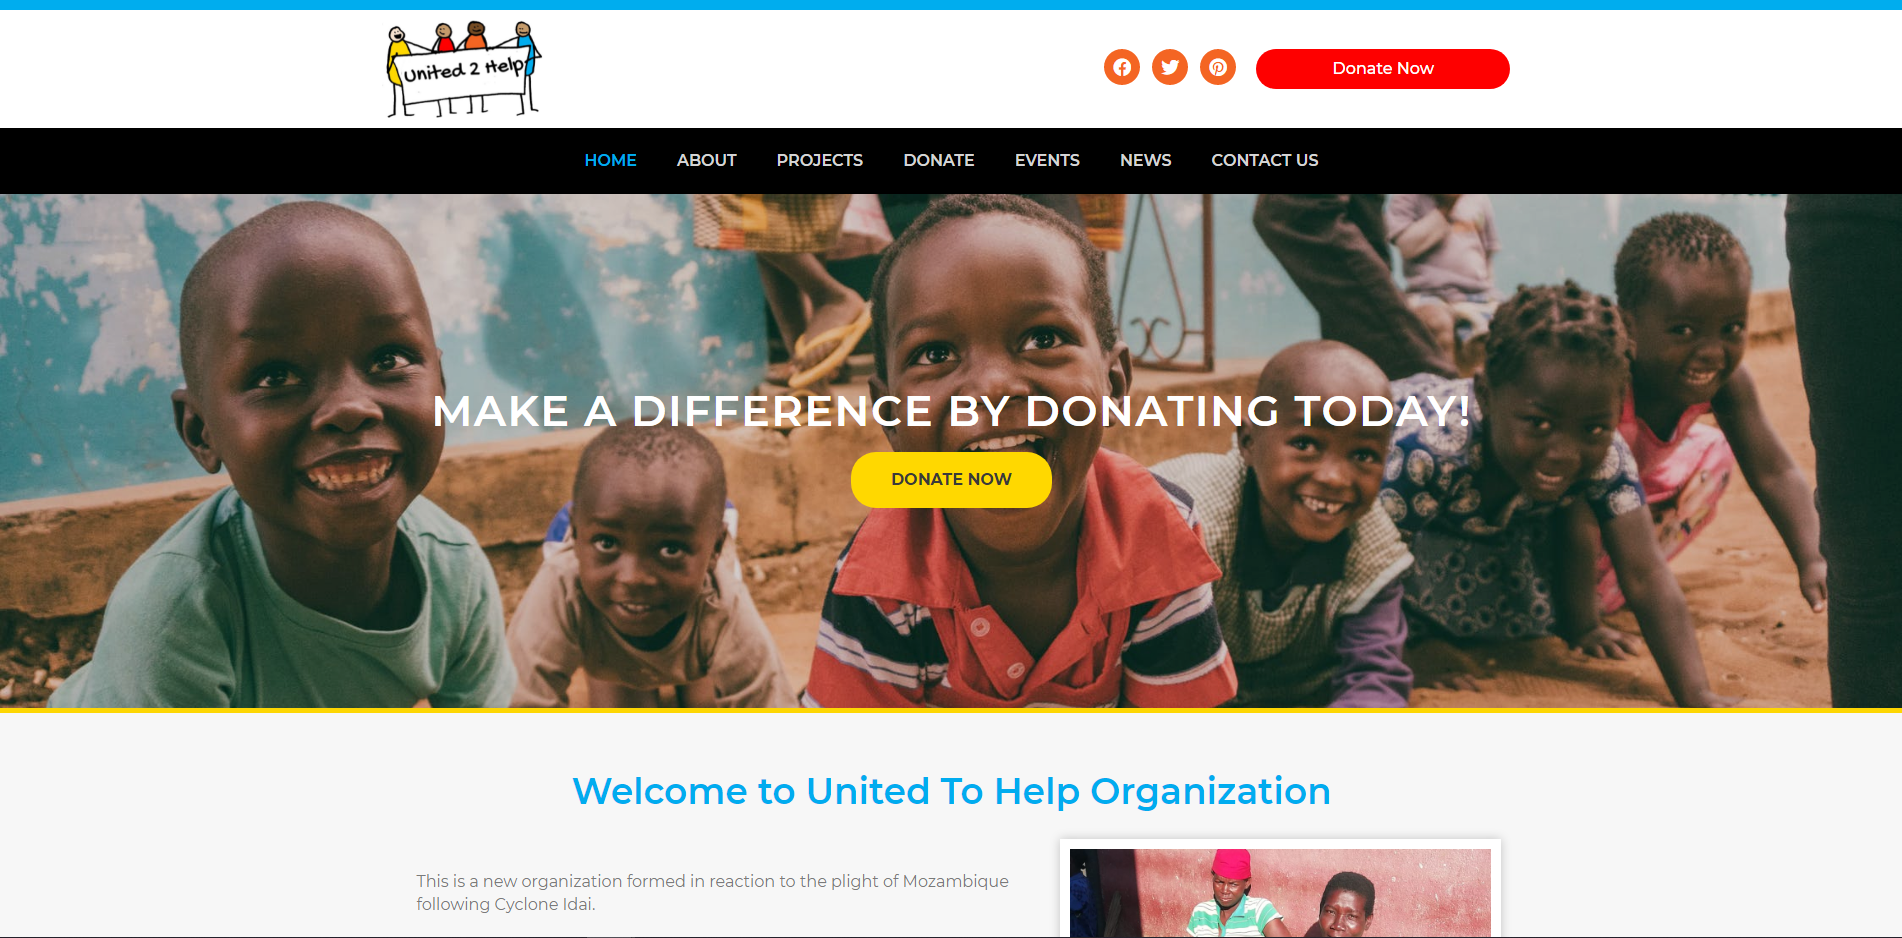 United 2 Help
Donate Now
HOME ABOUT PROJECTS DONATE EVENTS NEWS CONTACT US
MAKE A DIFFERENCE BY DONATING TODAY!
DONATE NOW
Welcome to United To Help Organization
This is a new organization formed in reaction to the plight of Mozambique
following Cyclone Idai.